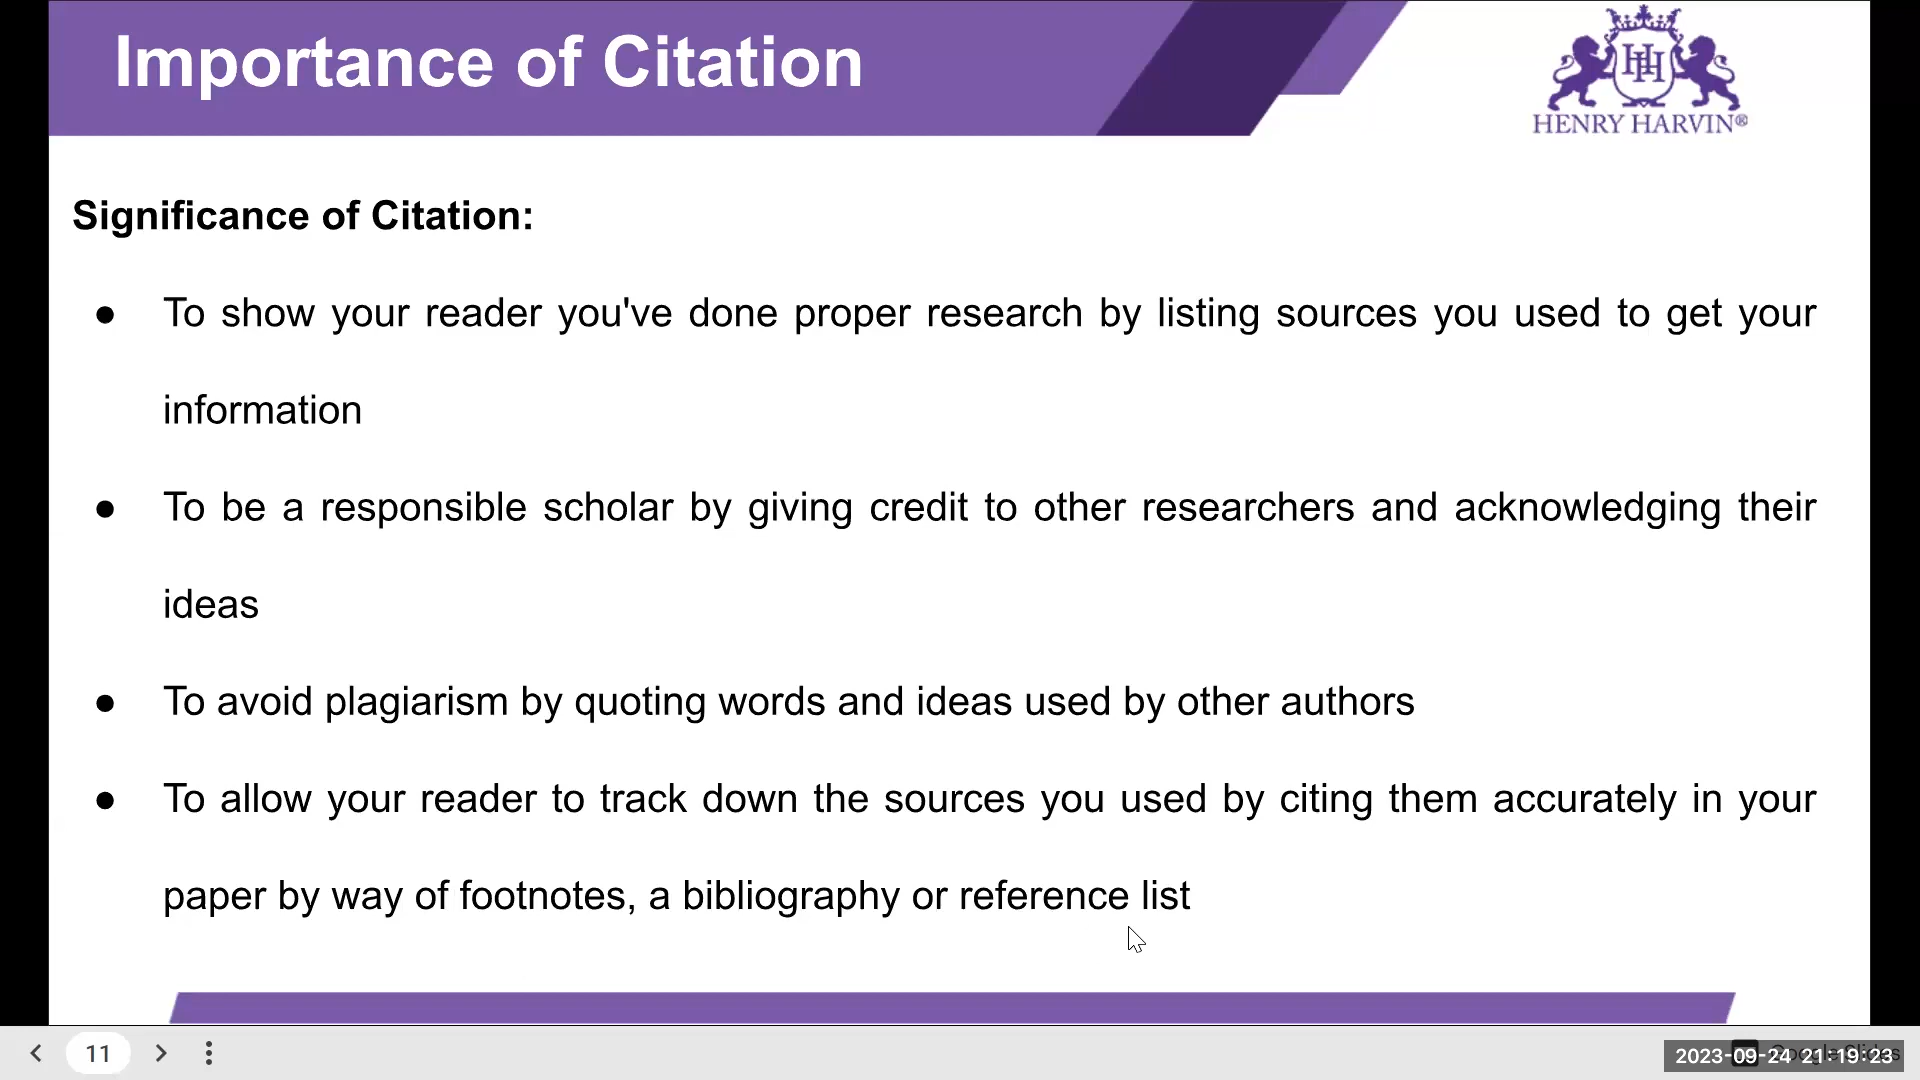 Importance of Citation
HH
HENRY HARVIN®
Significance of Citation:
● To show your reader you've done proper research by listing sources you used to get your
information
● To be a responsible scholar by giving credit to other researchers and acknowledging their
ideas
● To avoid plagiarism by quoting words and ideas used by other authors
● To allow your reader to track down the sources you used by citing them accurately in your
paper by way of footnotes, a bibliography or reference list
11
2023-09-24 21:19:23